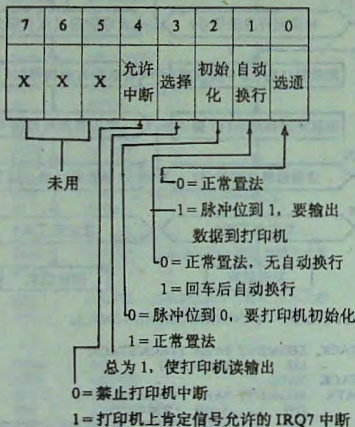 7 6 5 4 3 2 1 0
X X X 允许中断 选择 初始化 自动换行 选通
未用
0=正常置法
1=脉冲位到 1，要输出
数据到打印机
0=正常置法，无自动换行
1=回车后自动换行
0=脉冲位到 0，要打印机初始化
1=正常置法
总为 1，使打印机读输出
0=禁止打印机中断
1=打印机上肯定信号允许的 IRQ7 中断